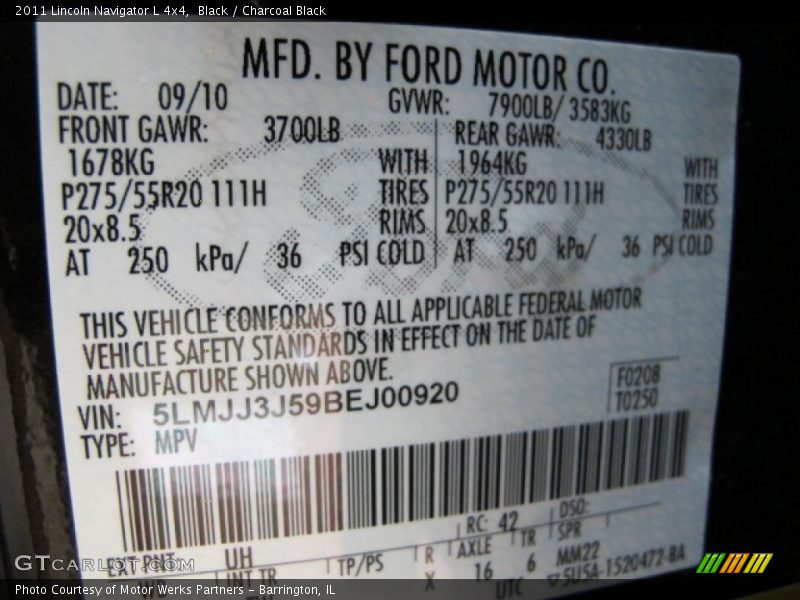 2011 Lincoln Navigator L 4x4, Black / Charcoal Black
MFD. BY FORD MOTOR CO.
DATE: 09/10 GVWR: 7900LB/ 3583KG
FRONT GAWR: 3700LB REAR GAWR: 4330LB
1678KG WITH 1964KG WITH
P275/55R20 111H TIRES P275/55R20 111H TIRES
20x8.5 RIMS 20x8.5 RIMS
AT 250 kPa/ 36 PSI COLD AT 250 kPa/ 36 PSI COLD
THIS VEHICLE CONFORMS TO ALL APPLICABLE FEDERAL MOTOR
VEHICLE SAFETY STANDARDS IN EFFECT ON THE DATE OF
MANUFACTURE SHOWN ABOVE.
F0208
VIN: 5LMJJ3J59BEJ00920
T0250
TYPE: MPV
RC: 42 DSO:
EXT PNT: UH TP/PS R AXLE TR SPR
INT TR X 16 6 MM22
UTC ▽5U5A-1520472-BA
GTCARLOT.COM
Photo Courtesy of Motor Werks Partners - Barrington, IL